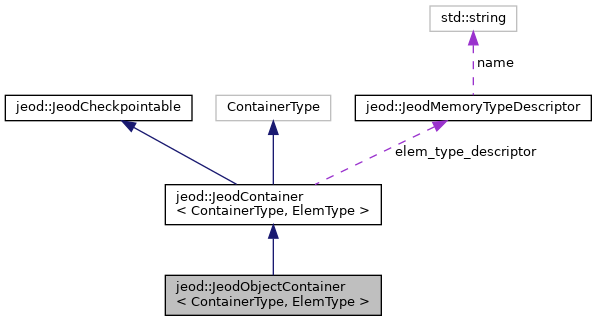 std::string
name
jeod::JeodCheckpointable
ContainerType
jeod::JeodMemoryTypeDescriptor
elem_type_descriptor
jeod::JeodContainer
< ContainerType, ElemType >
jeod::JeodObjectContainer
< ContainerType, ElemType >